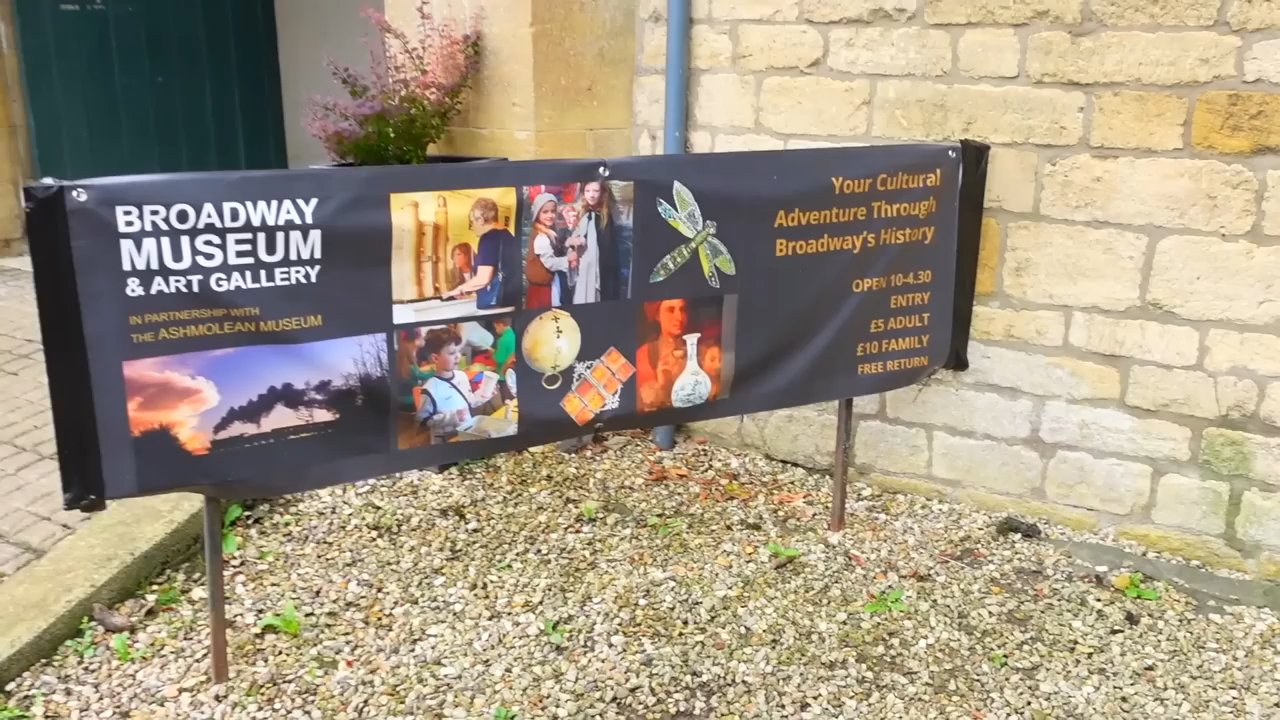 BROADWAY
MUSEUM
& ART GALLERY
IN PARTNERSHIP WITH
THE ASHMOLEAN MUSEUM
Your Cultural
Adventure Through
Broadway's History
OPEN 10-4.30
ENTRY
£5 ADULT
£10 FAMILY
FREE RETURN